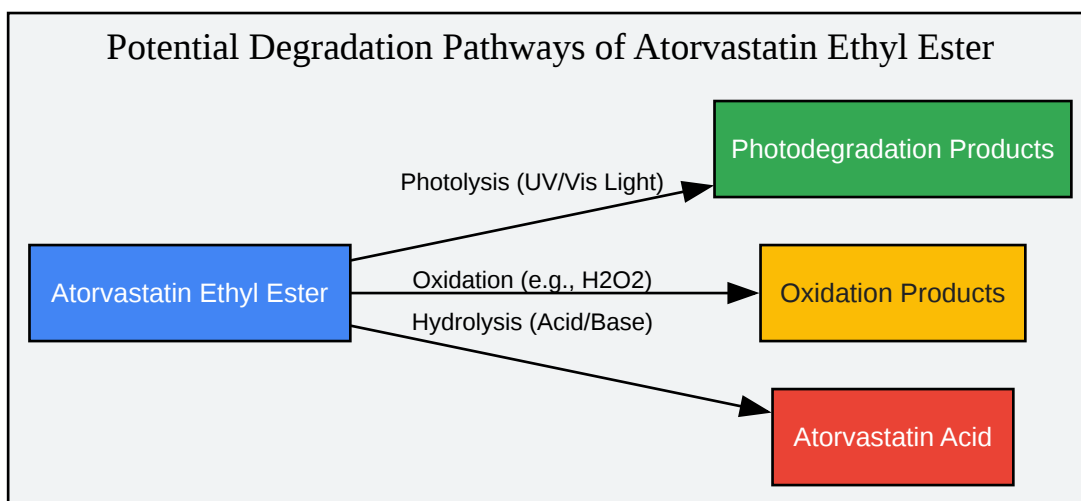 Potential Degradation Pathways of Atorvastatin Ethyl Ester
Photodegradation Products
Photolysis (UV/Vis Light)
Atorvastatin Ethyl Ester
Oxidation (e.g., H2O2)
Oxidation Products
Hydrolysis (Acid/Base)
Atorvastatin Acid